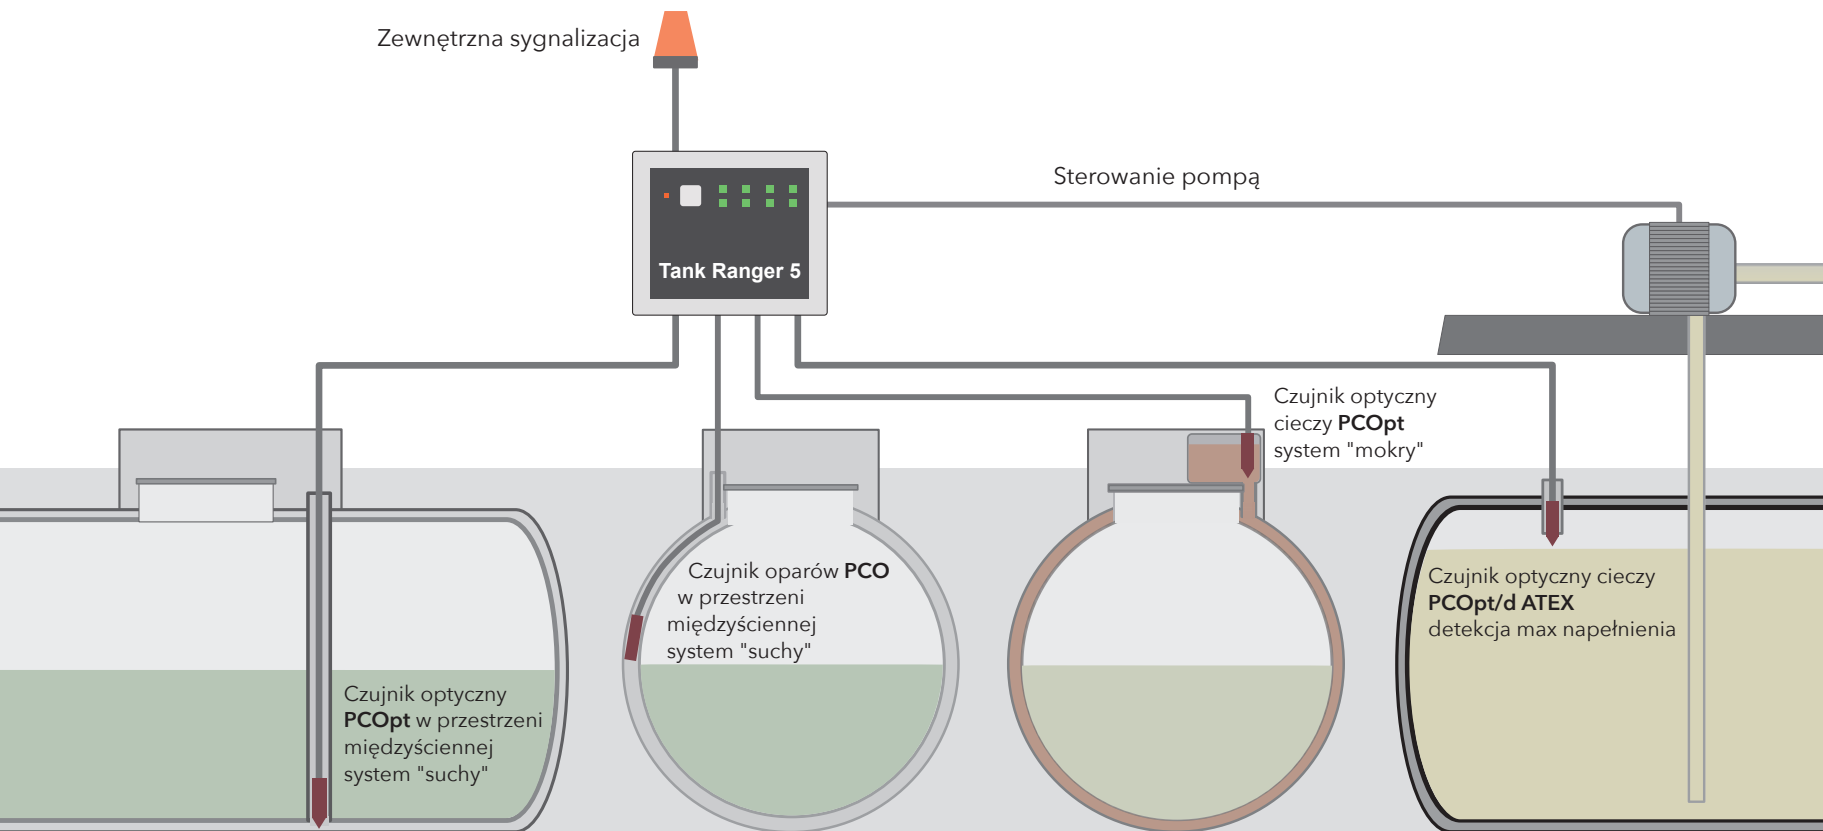 Zewnętrzna sygnalizacja
Sterowanie pompą
Tank Ranger 5
Czujnik optyczny
cieczy PCOpt
system "mokry"
Czujnik oparów PCO
w przestrzeni
międzyściennej
system "suchy"
Czujnik optyczny cieczy
PCOpt/d ATEX
detekcja max napełnienia
Czujnik optyczny
PCOpt w przestrzeni
międzyściennej
system "suchy"